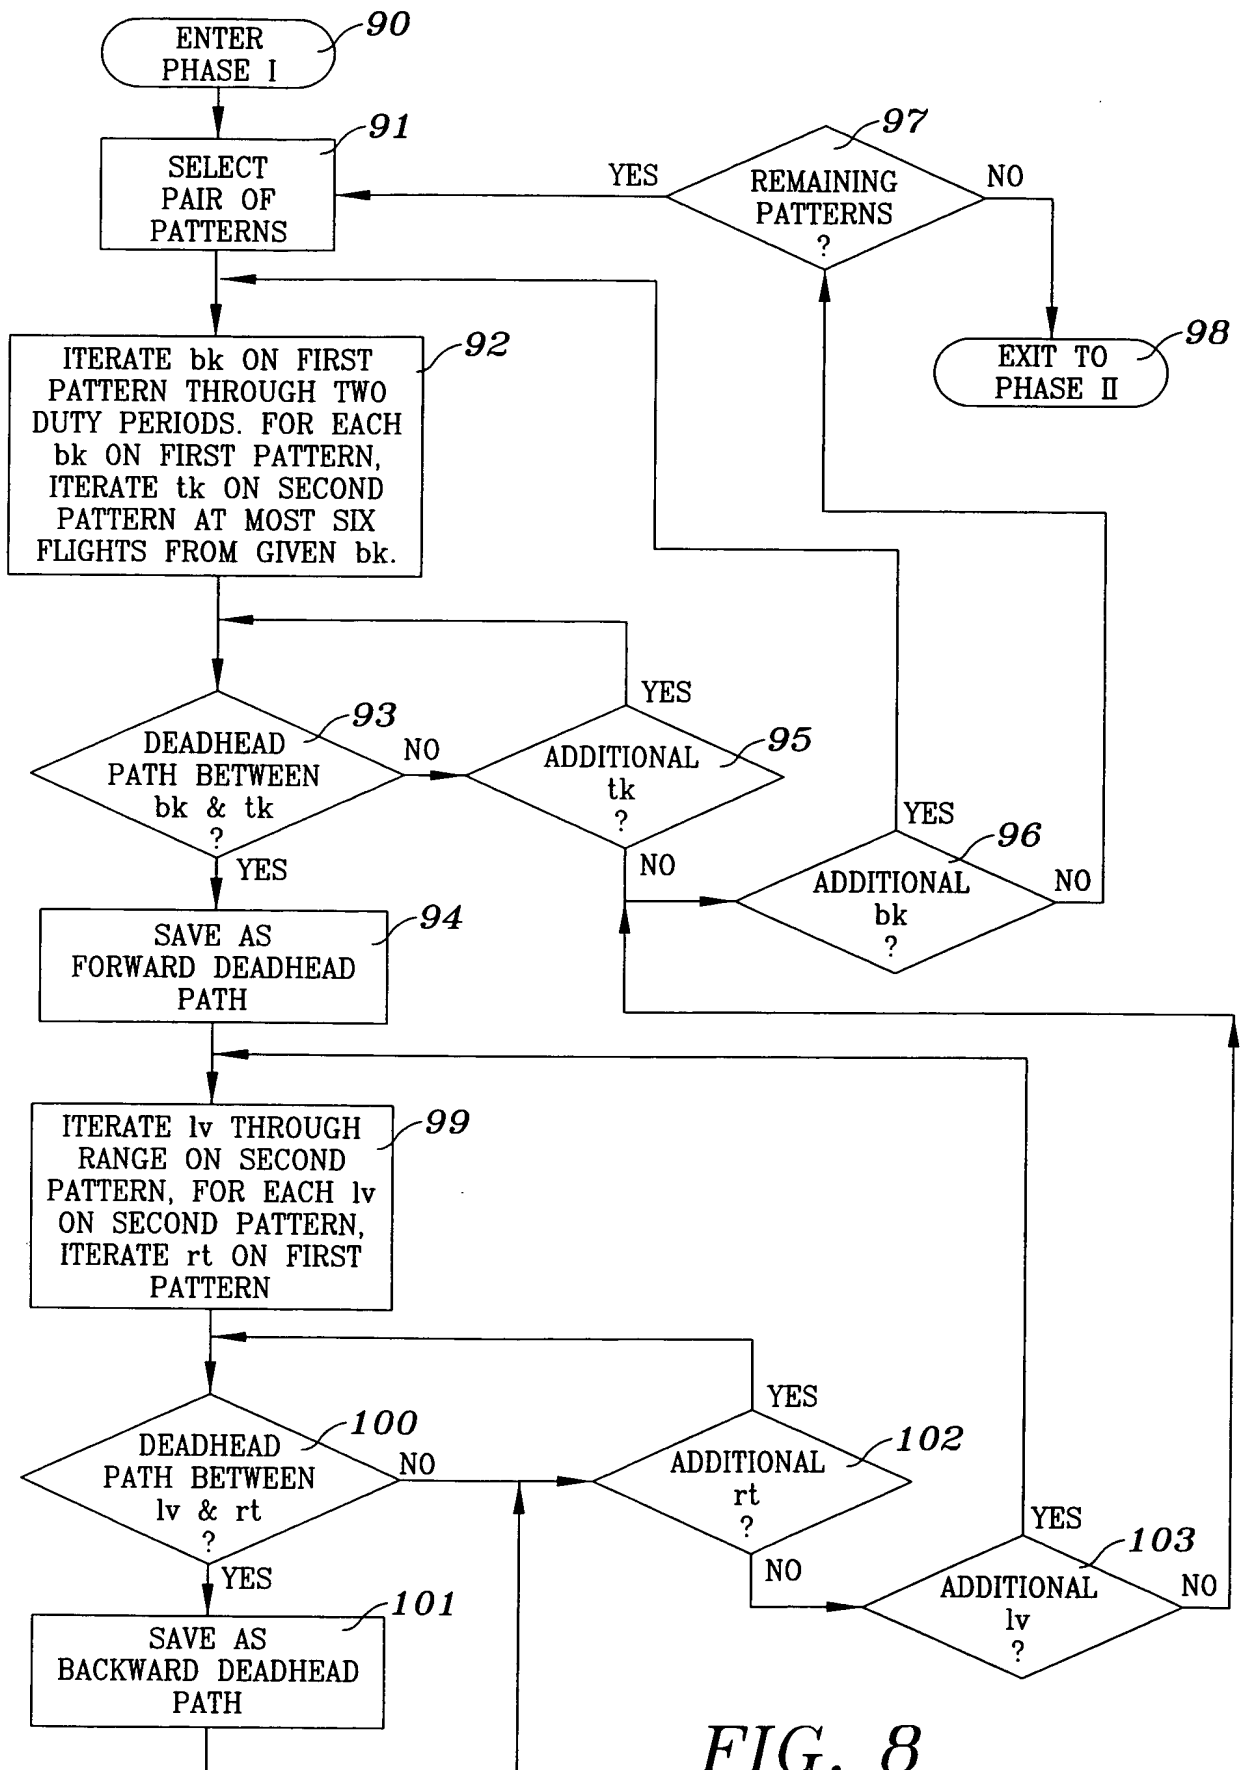 ENTER
PHASE I
90
SELECT
PAIR OF
PATTERNS
91
YES
REMAINING
PATTERNS
?
97
NO
EXIT TO
PHASE II
98
ITERATE bk ON FIRST
PATTERN THROUGH TWO
DUTY PERIODS. FOR EACH
bk ON FIRST PATTERN,
ITERATE tk ON SECOND
PATTERN AT MOST SIX
FLIGHTS FROM GIVEN bk.
92
DEADHEAD
PATH BETWEEN
bk & tk
?
93
NO
YES
YES
ADDITIONAL
tk
?
95
NO
YES
ADDITIONAL
bk
?
96
NO
SAVE AS
FORWARD DEADHEAD
PATH
94
ITERATE lv THROUGH
RANGE ON SECOND
PATTERN, FOR EACH lv
ON SECOND PATTERN,
ITERATE rt ON FIRST
PATTERN
99
DEADHEAD
PATH BETWEEN
lv & rt
?
100
NO
YES
YES
ADDITIONAL
rt
?
102
NO
YES
ADDITIONAL
lv
?
103
NO
SAVE AS
BACKWARD DEADHEAD
PATH
101
FIG. 8